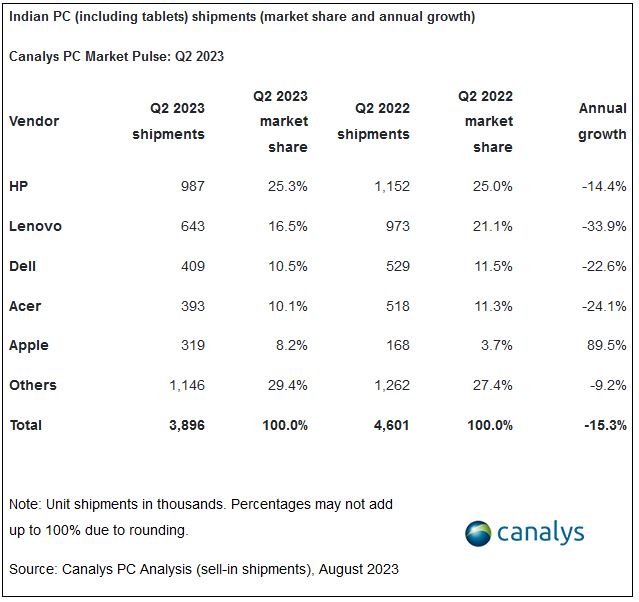 Indian PC (including tablets) shipments (market share and annual growth)
Canalys PC Market Pulse: Q2 2023
Vendor Q2 2023 shipments Q2 2023 market share Q2 2022 shipments Q2 2022 market share Annual growth
HP 987 25.3% 1,152 25.0% -14.4%
Lenovo 643 16.5% 973 21.1% -33.9%
Dell 409 10.5% 529 11.5% -22.6%
Acer 393 10.1% 518 11.3% -24.1%
Apple 319 8.2% 168 3.7% 89.5%
Others 1,146 29.4% 1,262 27.4% -9.2%
Total 3,896 100.0% 4,601 100.0% -15.3%
Note: Unit shipments in thousands. Percentages may not add
up to 100% due to rounding.
canalys
Source: Canalys PC Analysis (sell-in shipments), August 2023